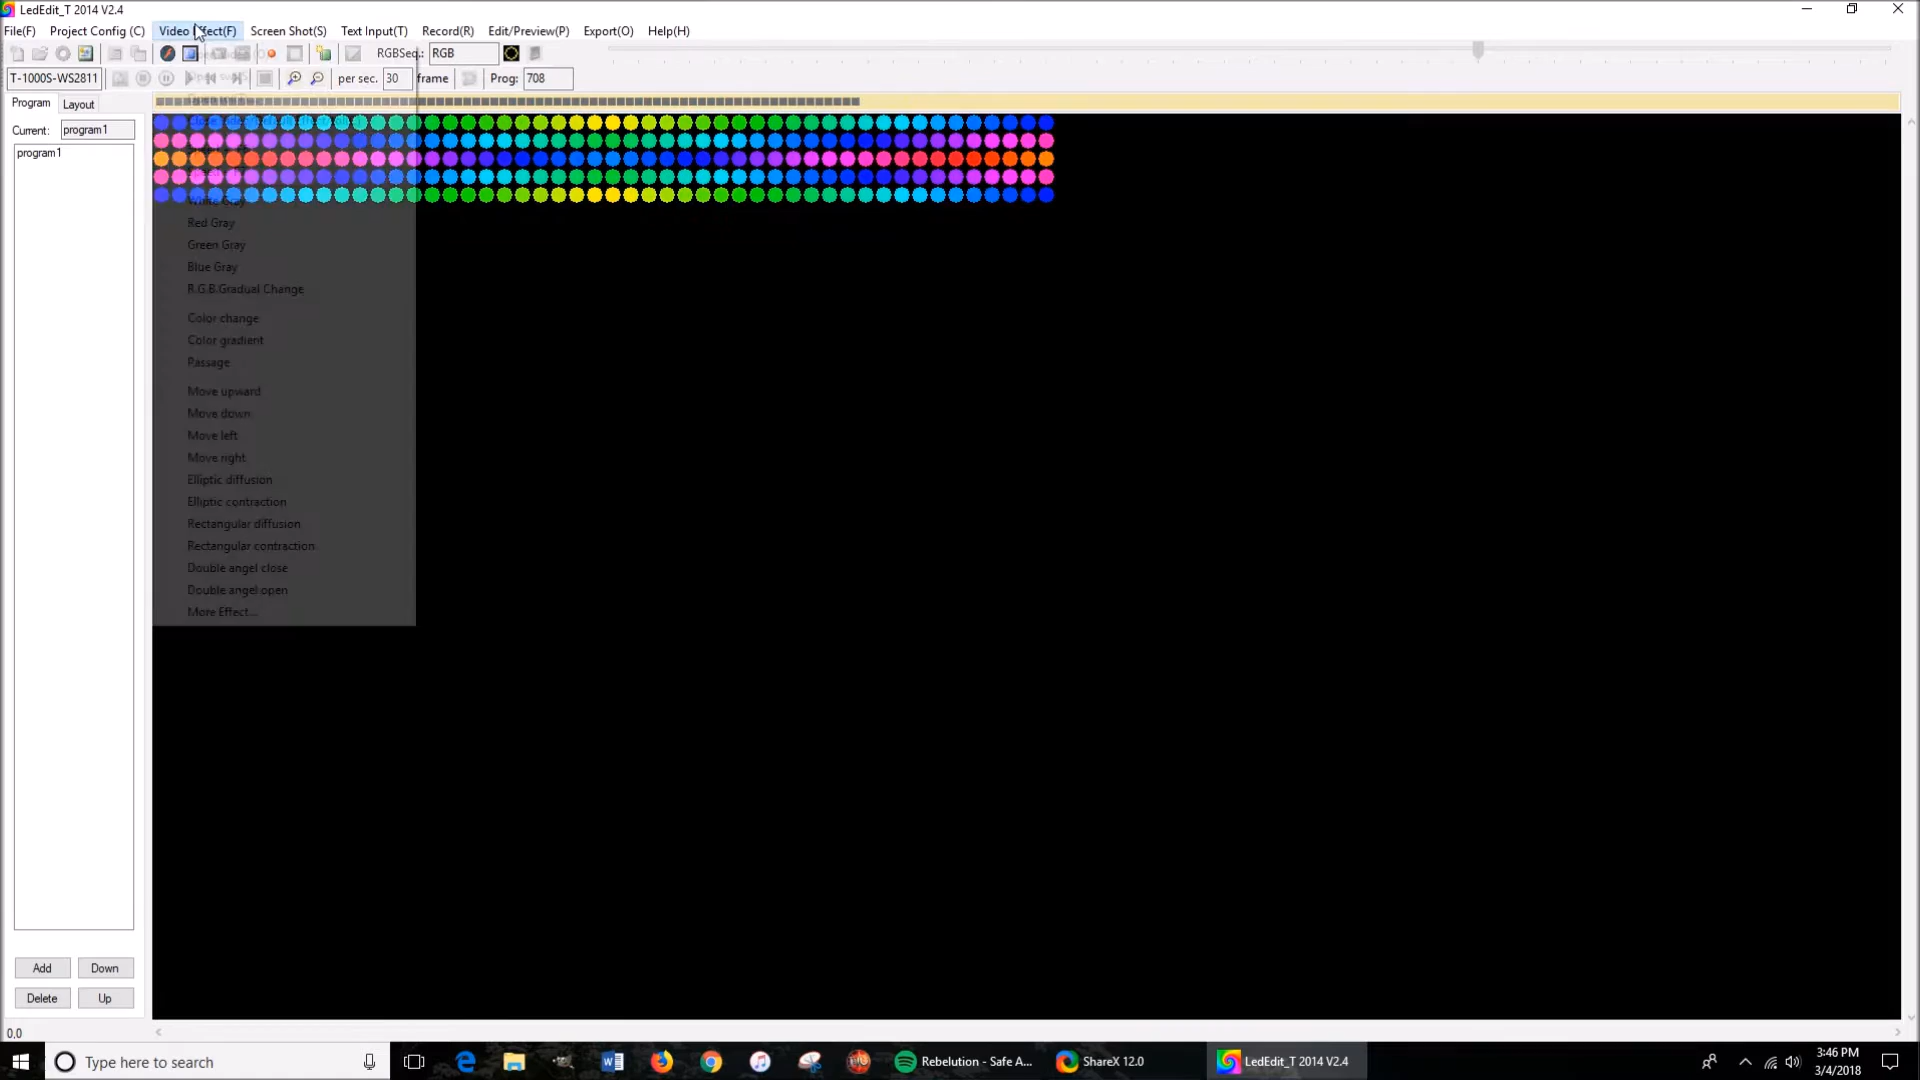 LedEdit_T 2014 V2.4
File(F) Project Config (C) Video Effect(F) Screen Shot(S) Text Input(T) Record(R) Edit/Preview(P) Export(O) Help(H)
RGBSeq.: RGB
T-1000S-WS2811 per sec. 30 frame Prog: 708
Program Layout
Current: program1
program1
White Gray
Red Gray
Green Gray
Blue Gray
R.G.B.Gradual Change
Color change
Color gradient
Passage
Move upward
Move down
Move left
Move right
Elliptic diffusion
Elliptic contraction
Rectangular diffusion
Rectangular contraction
Double angel close
Double angel open
More Effect...
Add Down
Delete Up
0,0
Type here to search
Rebelution - Safe A...
ShareX 12.0
LedEdit_T 2014 V2.4
3:46 PM
3/4/2018